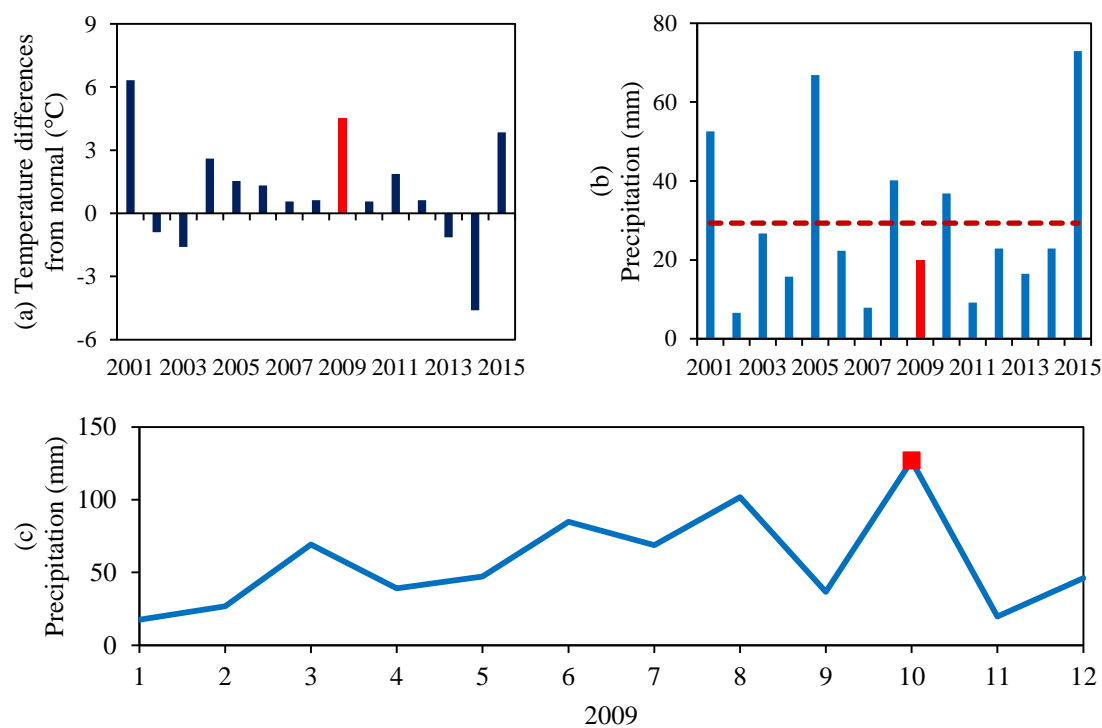 (a) Temperature differences
from nornal (°C)
9
6
3
0
-3
-6
2001 2003 2005 2007 2009 2011 2013 2015
(b)
Precipitation (mm)
80
60
40
20
0
2001 2003 2005 2007 2009 2011 2013 2015
(c)
Precipitation (mm)
150
100
50
0
1 2 3 4 5 6 7 8 9 10 11 12
2009